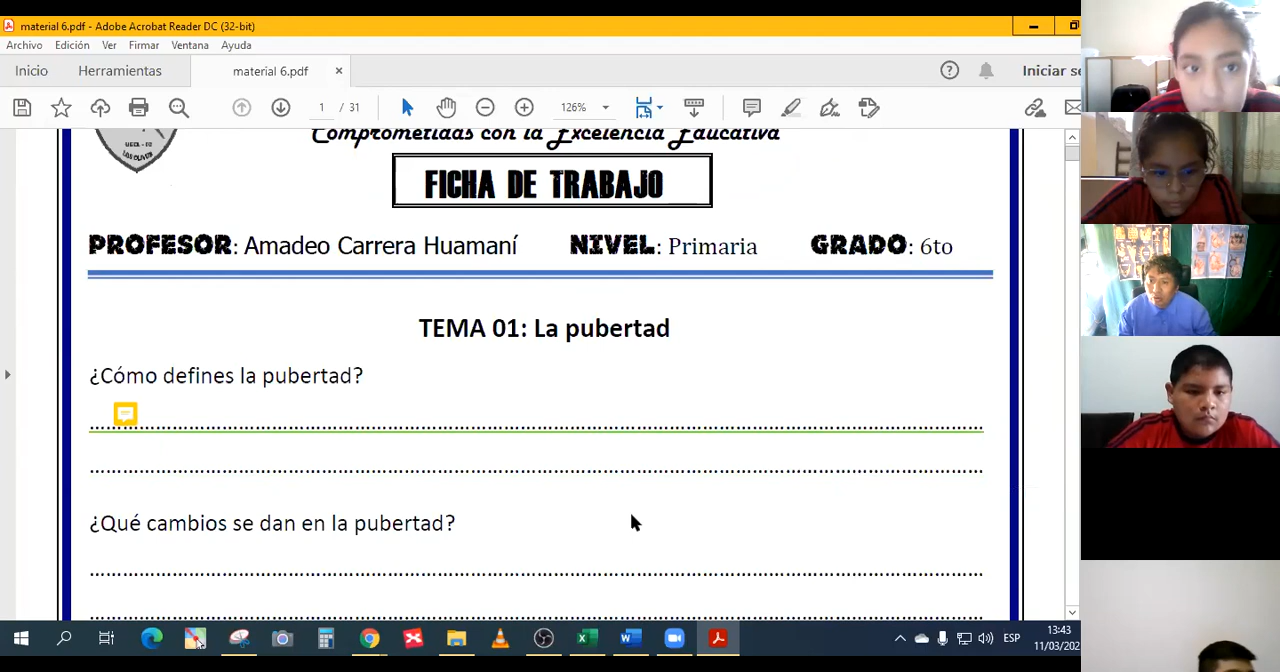 material 6.pdf - Adobe Acrobat Reader DC (32-bit)
Archivo Edición Ver Firmar Ventana Ayuda
Inicio Herramientas material 6.pdf × Iniciar se
1 / 31 126%
Comprometidas con la Excelencia Educativa
FICHA DE TRABAJO
PROFESOR: Amadeo Carrera Huamaní NIVEL: Primaria GRADO: 6to
TEMA 01: La pubertad
¿Cómo defines la pubertad?
¿Qué cambios se dan en la pubertad?
ESP
13:43
11/03/202